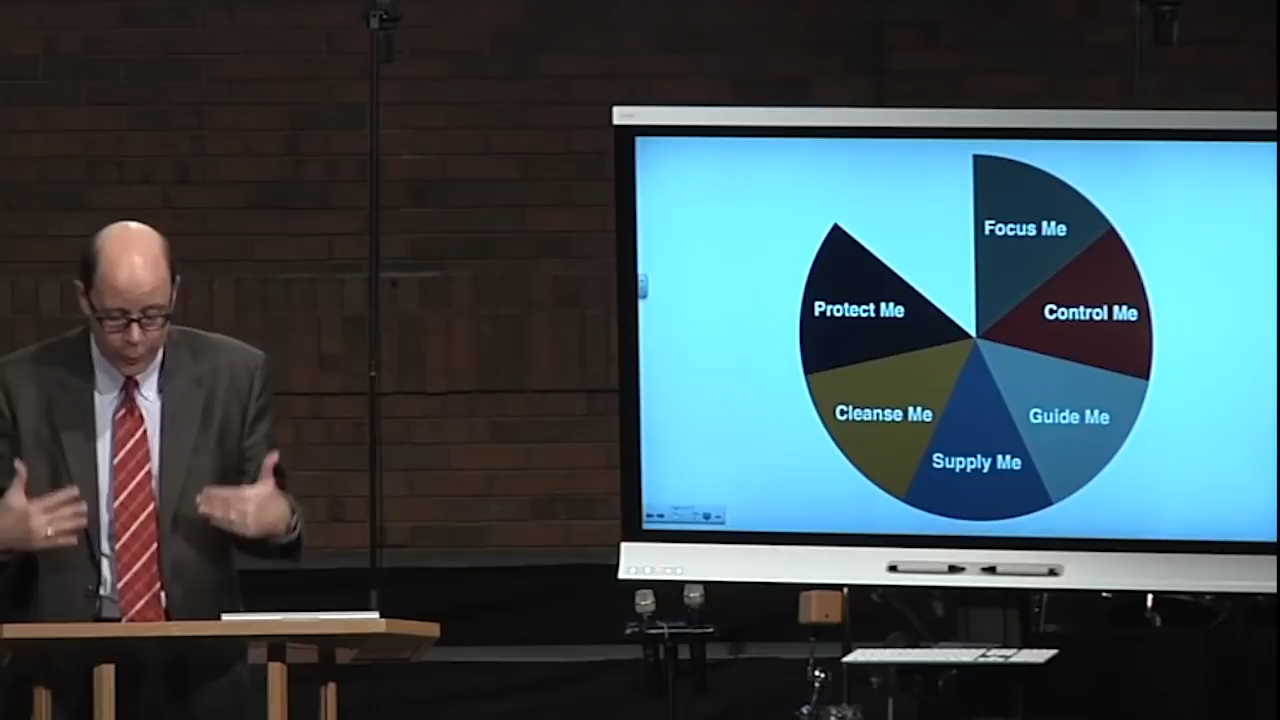 Focus Me
Control Me
Guide Me
Supply Me
Cleanse Me
Protect Me